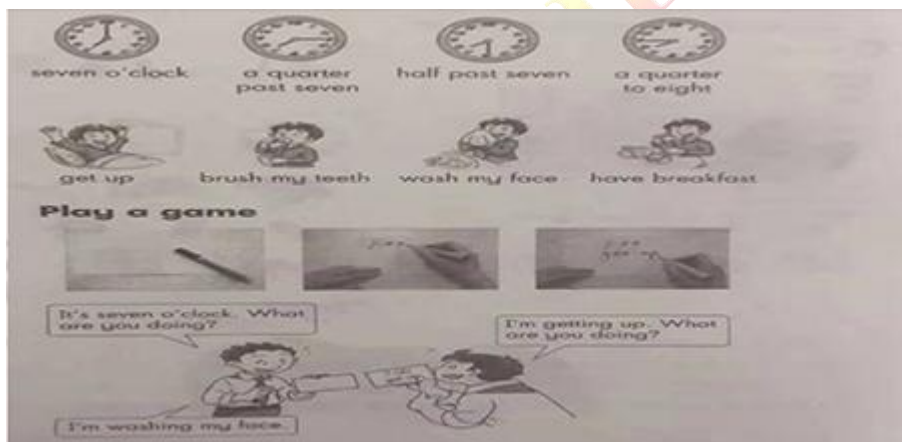 seven o'clock
a quarter
past seven
half past seven
a quarter
to eight
get up
brush my teeth
wash my face
have breakfast
Play a game
It's seven o'clock. What
are you doing?
I'm getting up. What
are you doing?
I'm washing my face.